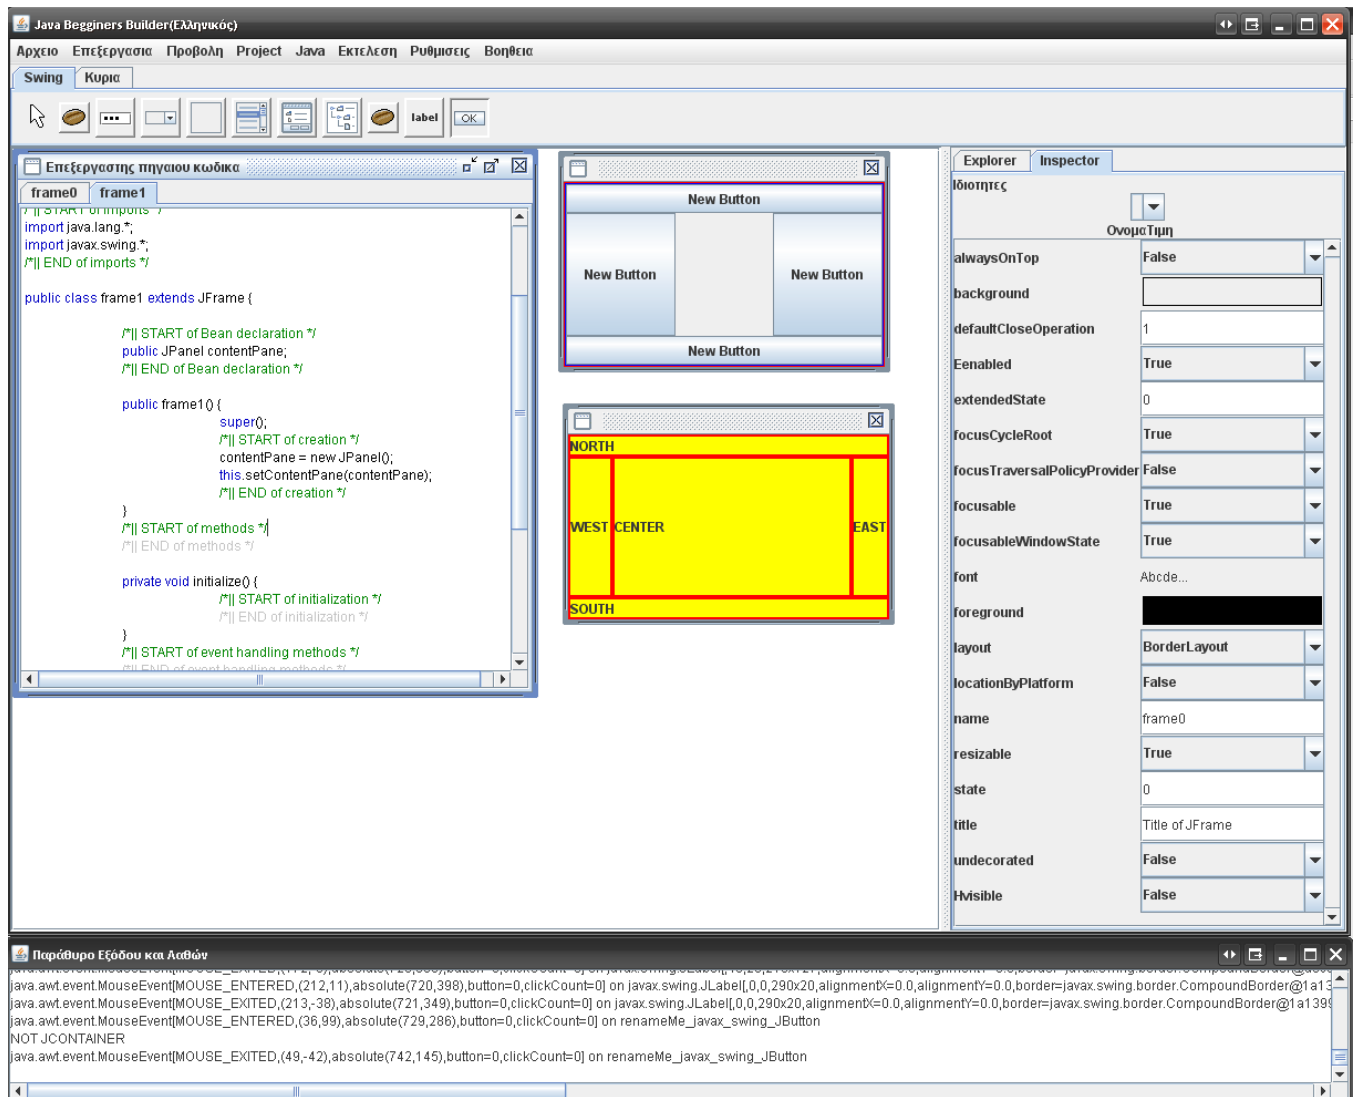 Java Begginers Builder(Ελληνικός)
Αρχειο Επεξεργασια Προβολη Project Java Εκτελεση Ρυθμισεις Βοηθεια
Swing Κυρια
label OK
Επεξεργαστης πηγαιου κωδικα
frame0 frame1
/*|| START of imports */
import java.lang.*;
import javax.swing.*;
/*|| END of imports */
public class frame1 extends JFrame {
/*|| START of Bean declaration */
public JPanel contentPane;
/*|| END of Bean declaration */
public frame1() {
super();
/*|| START of creation */
contentPane = new JPanel();
this.setContentPane(contentPane);
/*|| END of creation */
}
/*|| START of methods */
/*|| END of methods */
private void initialize() {
/*|| START of initialization */
/*|| END of initialization */
}
/*|| START of event handling methods */
/*|| END of event handling methods */
New Button
New Button New Button
New Button
NORTH
WEST CENTER EAST
SOUTH
Explorer Inspector
Ιδιοτητες
ΟνομαΤιμη
alwaysOnTop False
background
defaultCloseOperation 1
Eenabled True
extendedState 0
focusCycleRoot True
focusTraversalPolicyProvider False
focusable True
focusableWindowState True
font Abcde...
foreground
layout BorderLayout
locationByPlatform False
name frame0
resizable True
state 0
title Title of JFrame
undecorated False
Hvisible False
Παράθυρο Εξόδου και Λαθών
java.awt.event.MouseEvent[MOUSE_ENTERED,(212,11),absolute(720,398),button=0,clickCount=0] on javax.swing.JLabel[,0,0,290x20,alignmentX=0.0,alignmentY=0.0,border=javax.swing.border.CompoundBorder@1a13
java.awt.event.MouseEvent[MOUSE_EXITED,(213,-38),absolute(721,349),button=0,clickCount=0] on javax.swing.JLabel[,0,0,290x20,alignmentX=0.0,alignmentY=0.0,border=javax.swing.border.CompoundBorder@1a139
java.awt.event.MouseEvent[MOUSE_ENTERED,(36,99),absolute(729,286),button=0,clickCount=0] on renameMe_javax_swing_JButton
NOT JCONTAINER
java.awt.event.MouseEvent[MOUSE_EXITED,(49,-42),absolute(742,145),button=0,clickCount=0] on renameMe_javax_swing_JButton